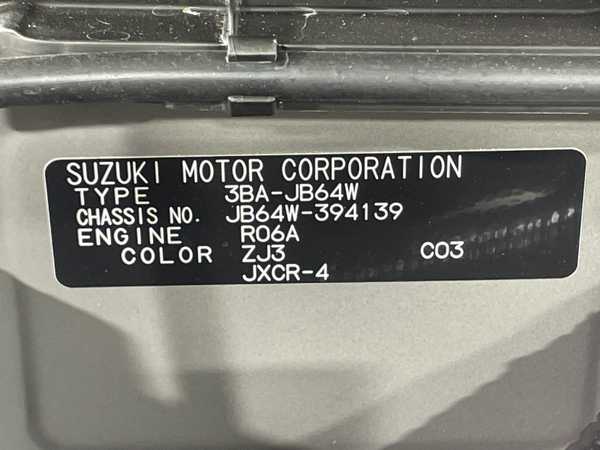 SUZUKI MOTOR CORPORATION
TYPE 3BA-JB64W
CHASSIS NO. JB64W-394139
ENGINE R06A
COLOR ZJ3 C03
JXCR-4